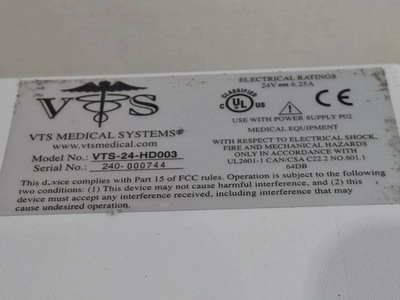 VTS
VTS MEDICAL SYSTEMS®
www.vtsmedical.com
Model No.: VTS-24-HD003
Serial No.: 240-000744
ELECTRICAL RATINGS
24V 6.25A
CLASSIFIED
C UL US CE
USE WITH POWER SUPPLY P02
MEDICAL EQUIPMENT
WITH RESPECT TO ELECTRICAL SHOCK,
FIRE AND MECHANICAL HAZARDS
ONLY IN ACCORDANCE WITH
UL2601-1 CAN/CSA C22.2 NO.601.1
64DB
This device complies with Part 15 of FCC rules. Operation is subject to the following
two conditions: (1) This device may not cause harmful interference, and (2) this
device must accept any interference received, including interference that may
cause undesired operation.